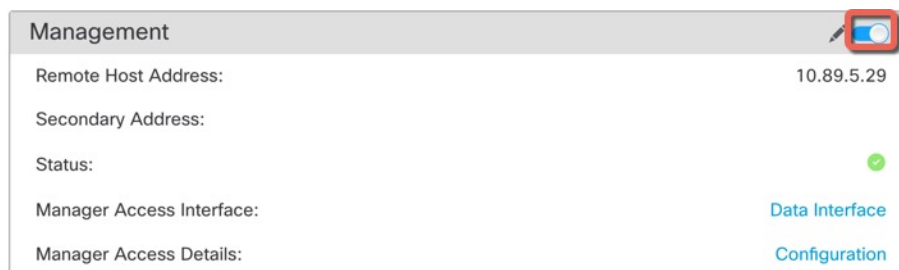 Management
Remote Host Address: 10.89.5.29
Secondary Address:
Status:
Manager Access Interface: Data Interface
Manager Access Details: Configuration